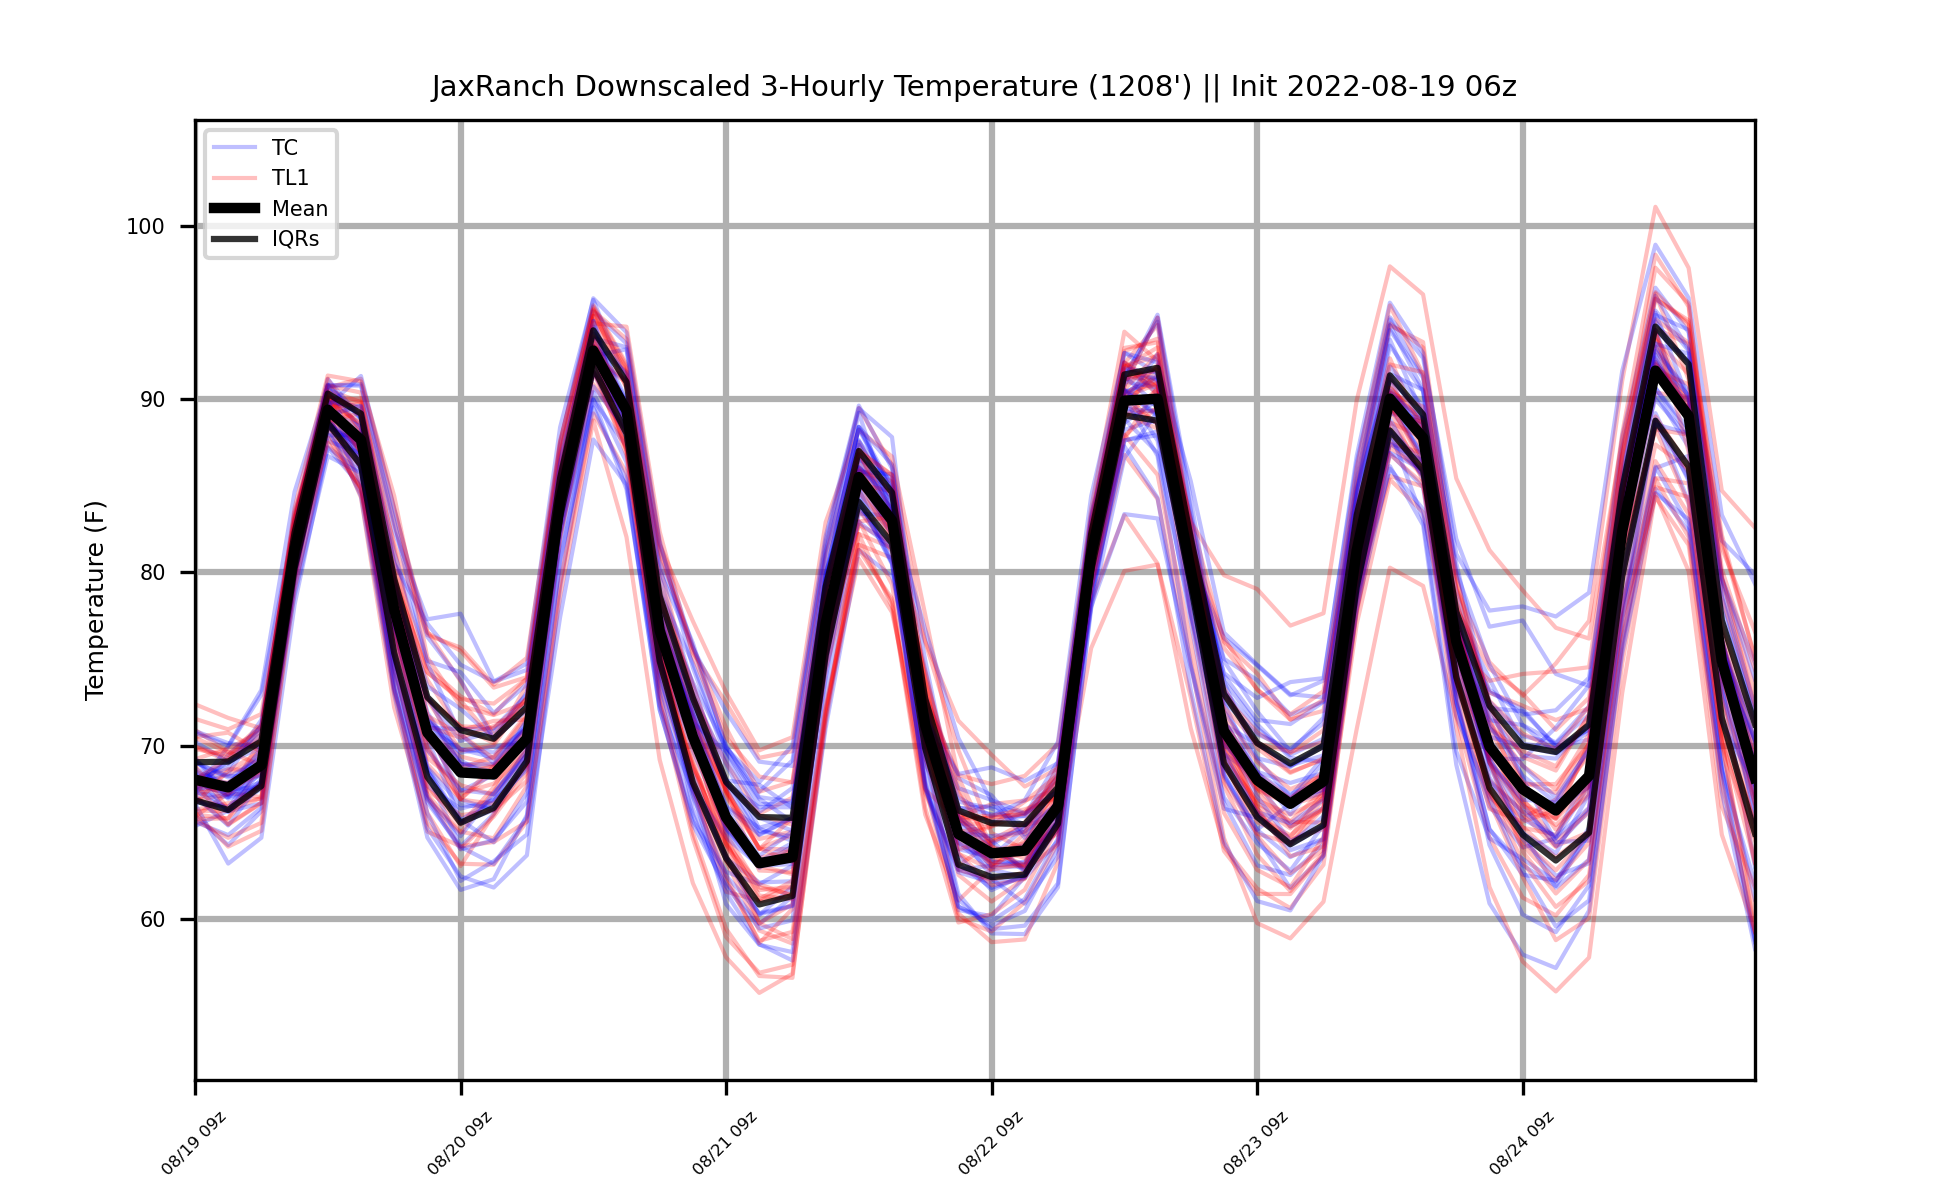 JaxRanch Downscaled 3-Hourly Temperature (1208') || Init 2022-08-19 06z
TC
TL1
Mean
IQRs
Temperature (F)
100
90
80
70
60
08/19 09z
08/20 09z
08/21 09z
08/22 09z
08/23 09z
08/24 09z